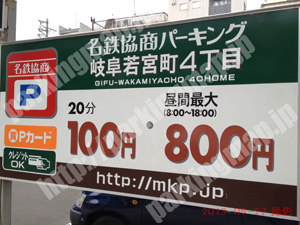 名鉄協商パーキング
岐阜若宮町4丁目
GIFU-WAKAMIYACHO 4CHOME
名鉄協商
P
Pカード
クレジット
OK
20分
100円
昼間最大
(8:00~18:00)
800円
http://mkp.jp